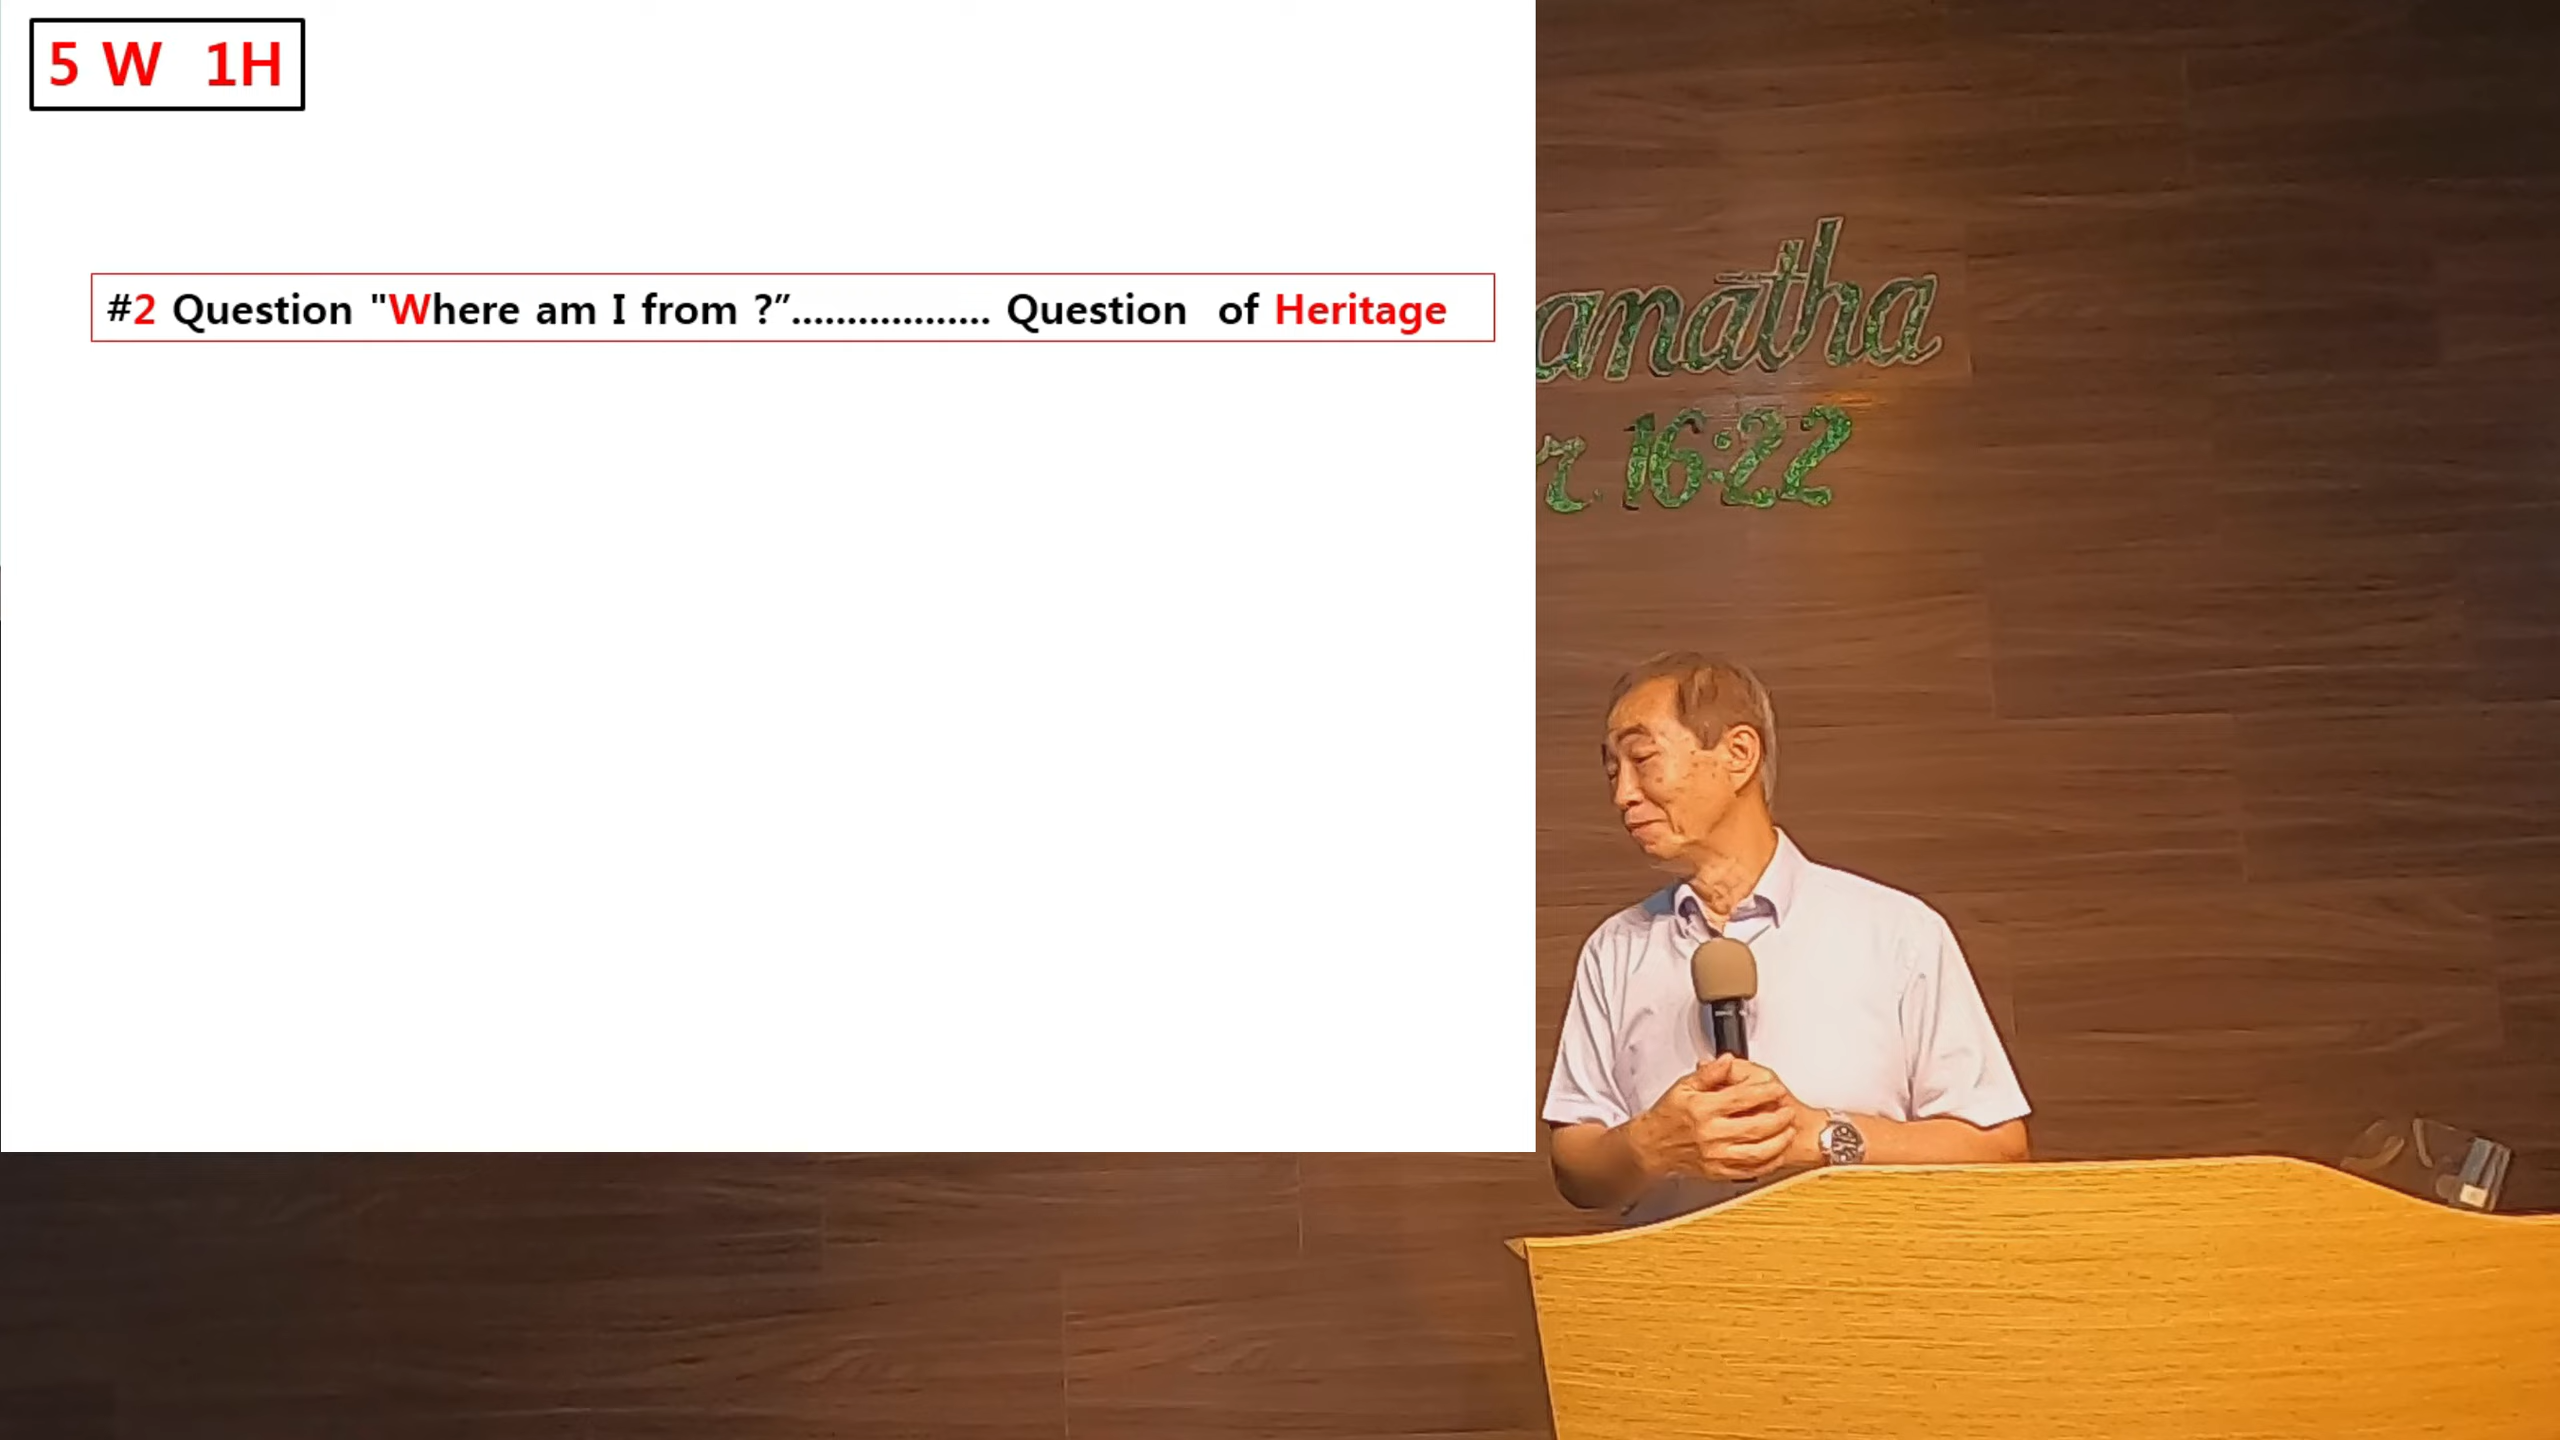 5 W 1H
#2 Question "Where am I from ?”.................. Question of Heritage
anatha
r. 16:22